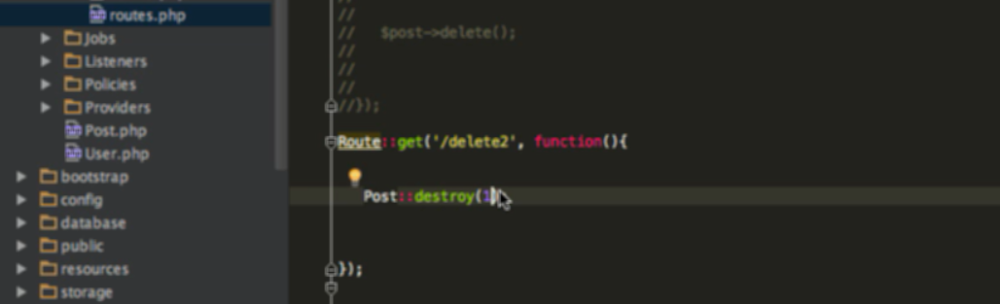 routes.php
Jobs
Listeners
Policies
Providers
Post.php
User.php
bootstrap
config
database
public
resources
storage
//
// $post->delete();
//
//
//
//});
Route::get('/delete2', function(){
Post::destroy(1)
});